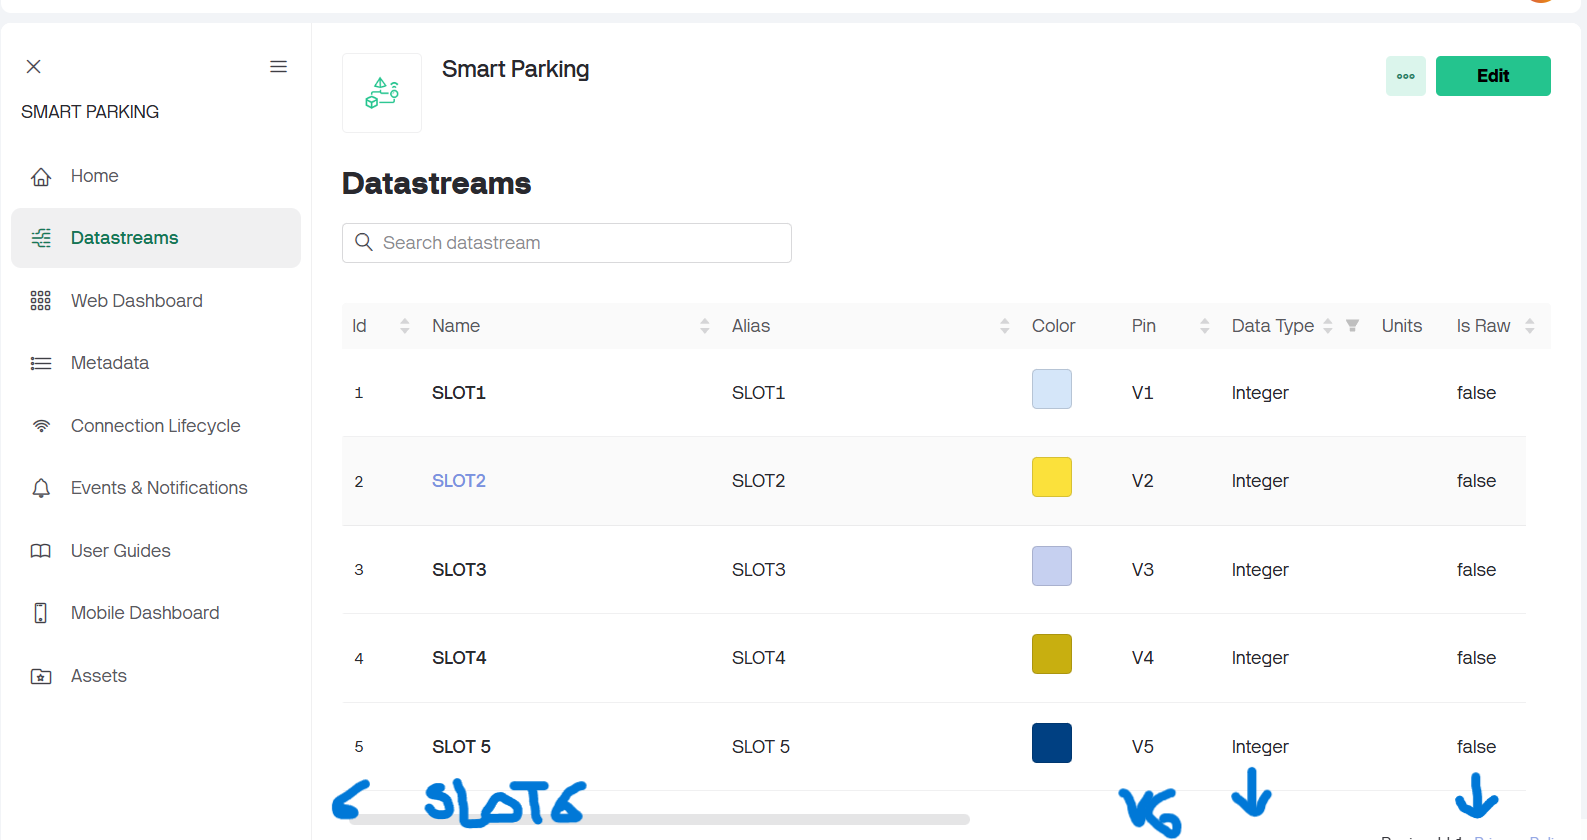 Smart Parking
Edit
SMART PARKING
Home
Datastreams
Web Dashboard
Metadata
Connection Lifecycle
Events & Notifications
User Guides
Mobile Dashboard
Assets
Datastreams
Search datastream
Id Name Alias Color Pin Data Type Units Is Raw
1 SLOT1 SLOT1 V1 Integer false
2 SLOT2 SLOT2 V2 Integer false
3 SLOT3 SLOT3 V3 Integer false
4 SLOT4 SLOT4 V4 Integer false
5 SLOT 5 SLOT 5 V5 Integer false
6 SLOT6 V6